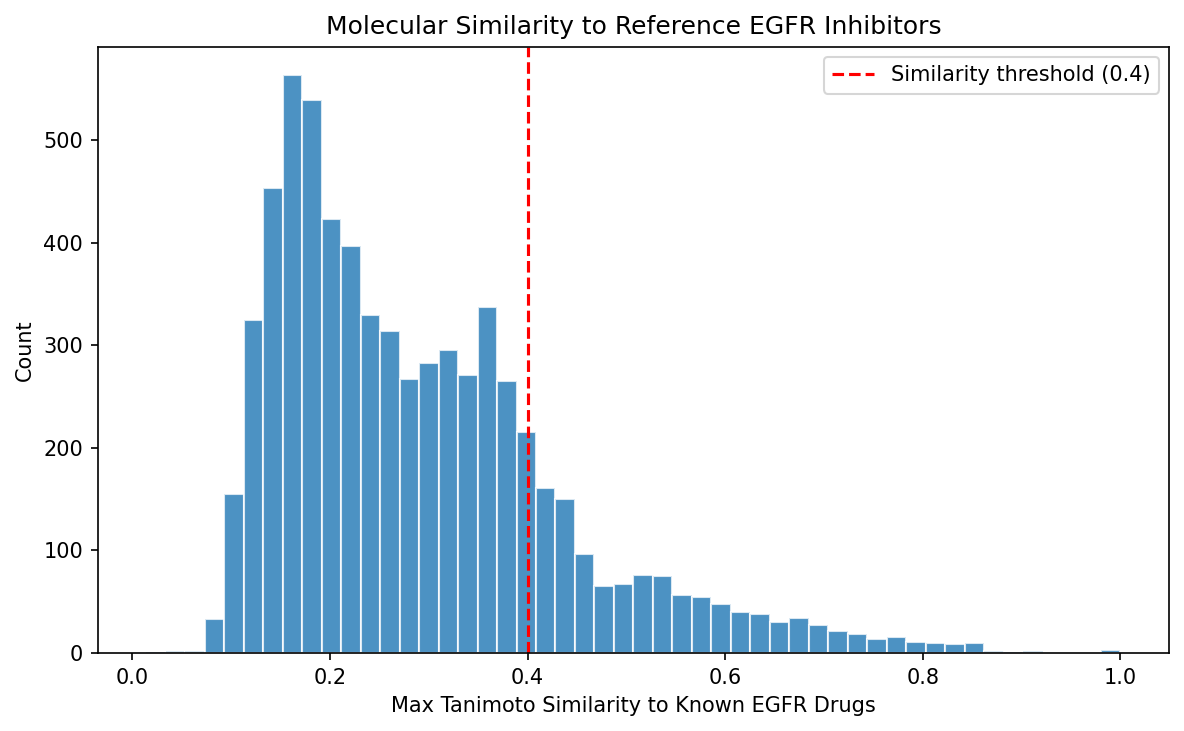 Molecular Similarity to Reference EGFR Inhibitors
Similarity threshold (0.4)
Count
500
400
300
200
100
0
0.0 0.2 0.4 0.6 0.8 1.0
Max Tanimoto Similarity to Known EGFR Drugs